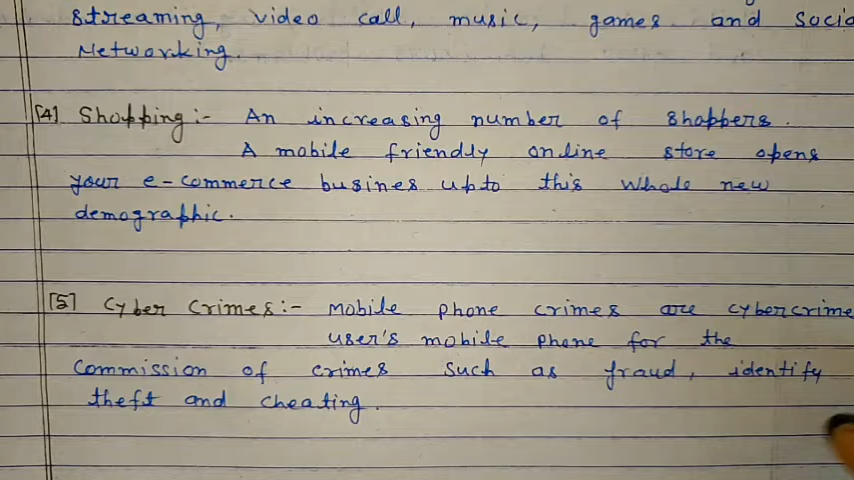 streaming, video call, music, games and Socia
Networking.
[4] Shopping:- An increasing number of shoppers.
A mobile friendly online store opens
your e-commerce busines upto this whole new
demographic.
[5] Cyber Crimes:- mobile phone crimes are cybercrime
user's mobile phone for the
Commission of crimes such as fraud, identify
theft and cheating.